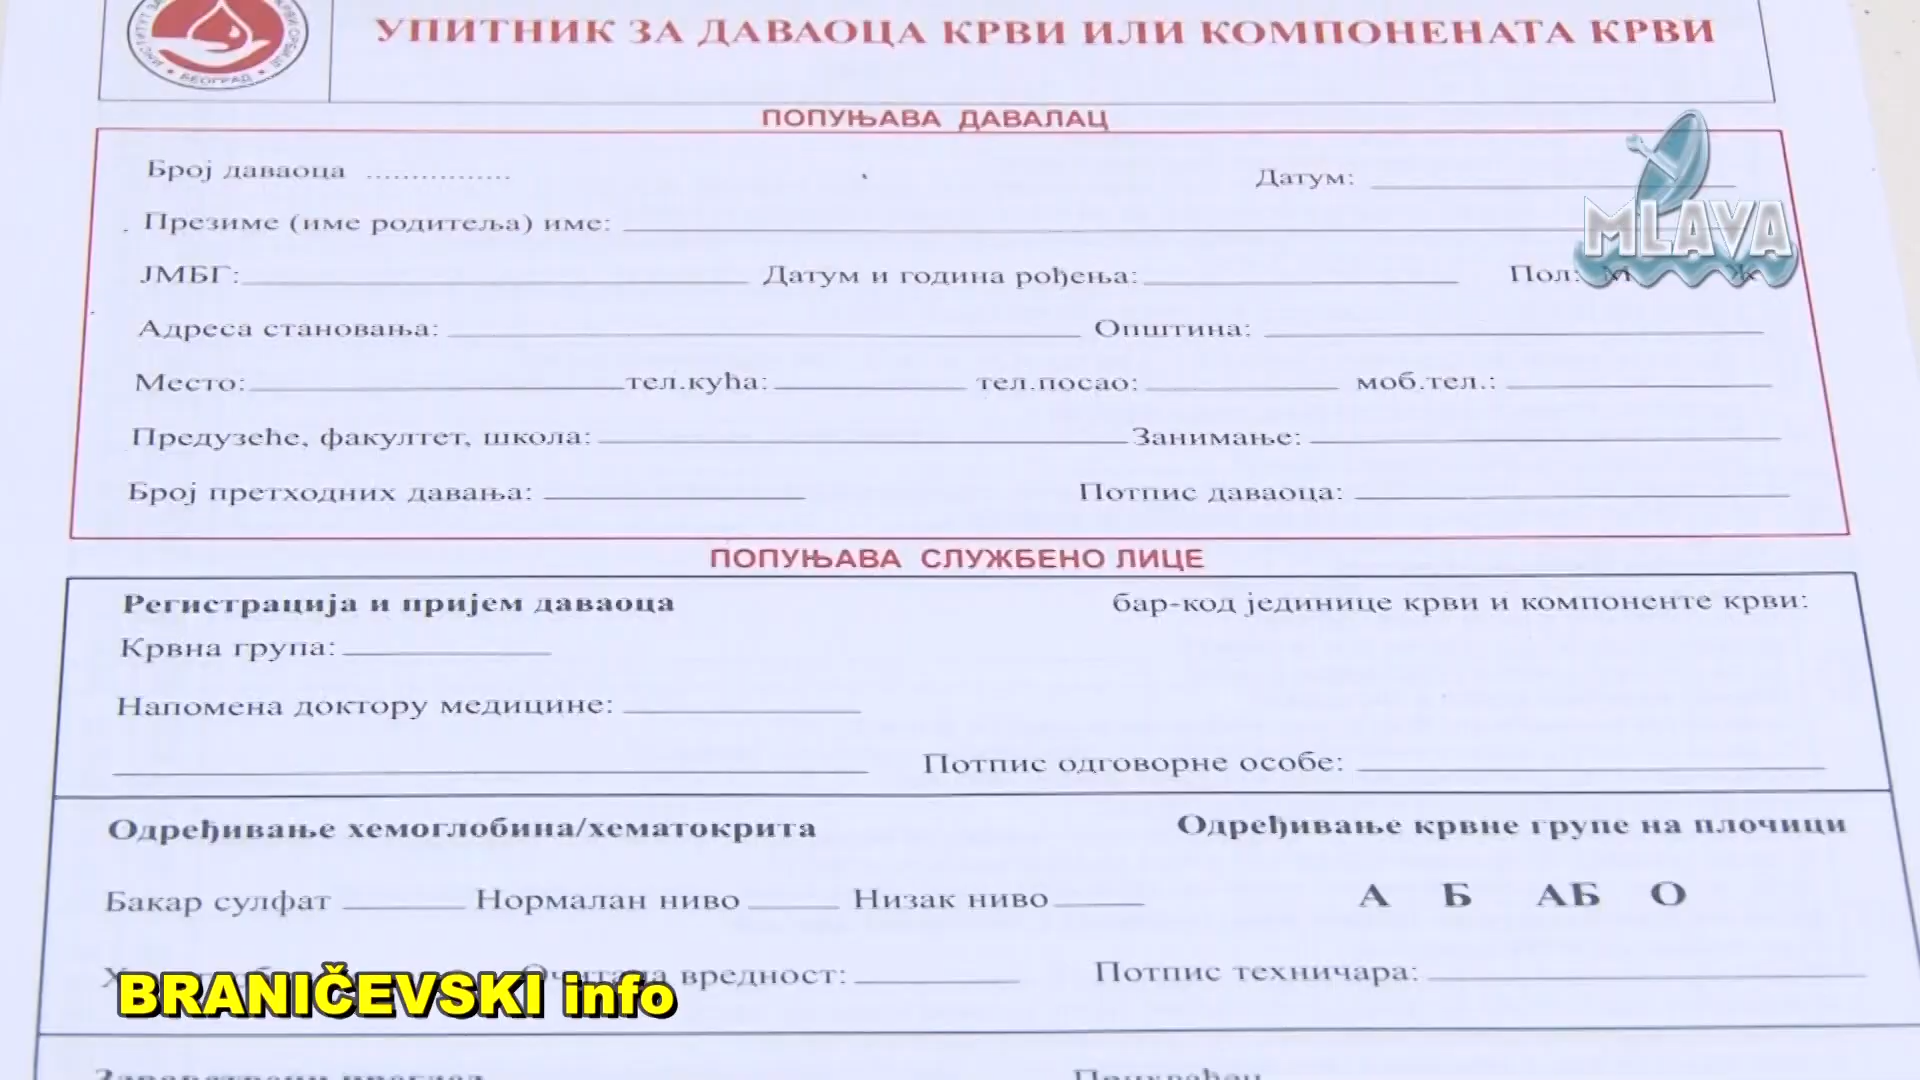 УПИТНИК ЗА ДАВАОЦА КРВИ ИЛИ КОМПОНЕНАТА КРВИ
БЕОГРАД
ПОПУЊАВА ДАВАЛАЦ
Број даваоца ................ Датум:
Презиме (име родитеља) име:
MLAVA
ЈМБГ: Датум и година рођења: Пол: М Ж
Адреса становања: Општина:
Место: тел.кућа: тел.посао: моб.тел.:
Предузеће, факултет, школа: Занимање:
Број претходних давања: Потпис даваоца:
ПОПУЊАВА СЛУЖБЕНО ЛИЦЕ
Регистрација и пријем даваоца бар-код јединице крви и компоненте крви:
Крвна група:
Напомена доктору медицине:
Потпис одговорне особе:
Одређивање хемоглобина/хематокрита Одређивање крвне групе на плочици
Бакар сулфат Нормалан ниво Низак ниво А Б АБ О
Очитана вредност: Потпис техничара:
BRANIČEVSKI info